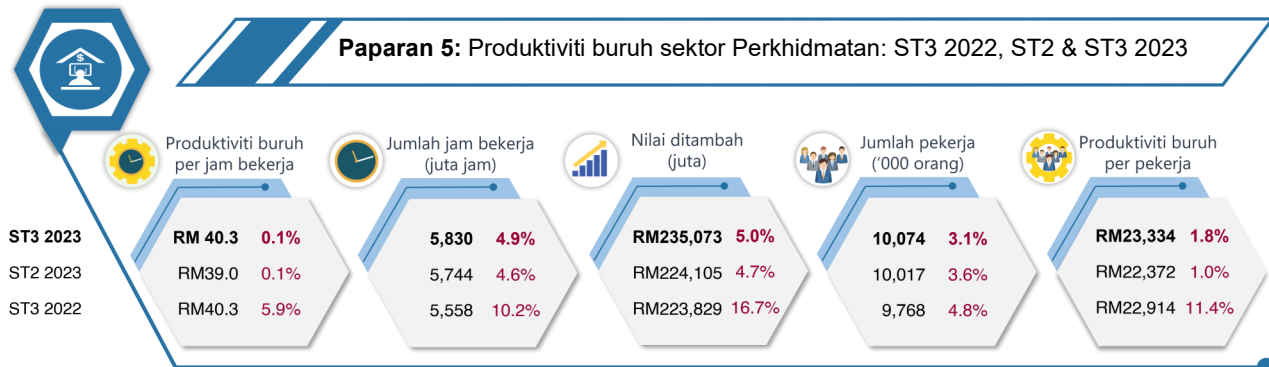 Paparan 5: Produktiviti buruh sektor Perkhidmatan: ST3 2022, ST2 & ST3 2023
$
Produktiviti buruh
per jam bekerja
Jumlah jam bekerja
(juta jam)
Nilai ditambah
(juta)
Jumlah pekerja
('000 orang)
Produktiviti buruh
per pekerja
ST3 2023 RM 40.3 0.1% 5,830 4.9% RM235,073 5.0% 10,074 3.1% RM23,334 1.8%
ST2 2023 RM39.0 0.1% 5,744 4.6% RM224,105 4.7% 10,017 3.6% RM22,372 1.0%
ST3 2022 RM40.3 5.9% 5,558 10.2% RM223,829 16.7% 9,768 4.8% RM22,914 11.4%